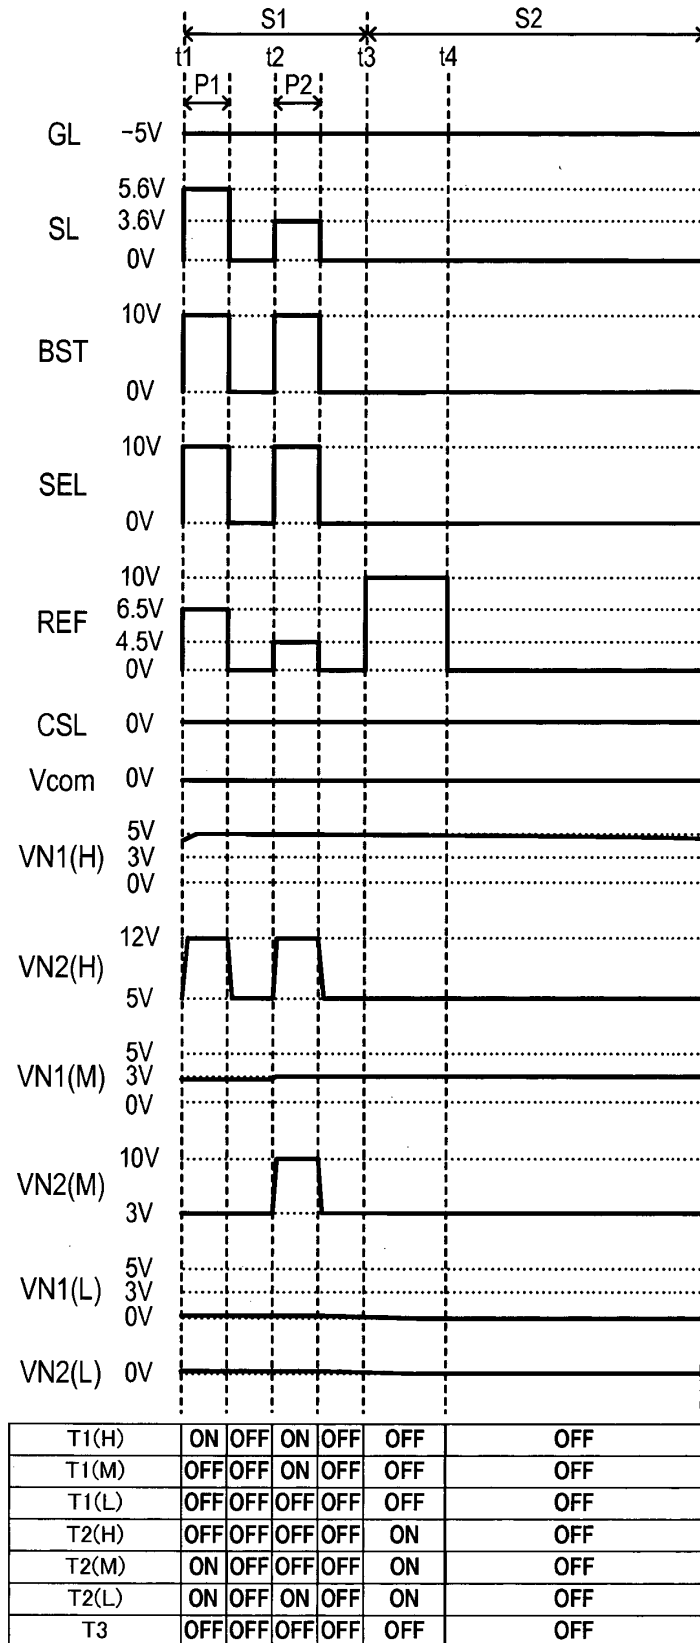 S1 S2
t1 t2 t3 t4
P1 P2
GL −5V
5.6V
SL 3.6V
0V
10V
BST
0V
10V
SEL
0V
10V
REF 6.5V
4.5V
0V
CSL 0V
Vcom 0V
5V
VN1(H) 3V
0V
12V
VN2(H)
5V
5V
VN1(M) 3V
0V
10V
VN2(M)
3V
5V
VN1(L) 3V
0V
VN2(L) 0V
T1(H) ON OFF ON OFF OFF OFF
T1(M) OFF OFF ON OFF OFF OFF
T1(L) OFF OFF OFF OFF OFF OFF
T2(H) OFF OFF OFF OFF ON OFF
T2(M) ON OFF OFF OFF ON OFF
T2(L) ON OFF ON OFF ON OFF
T3 OFF OFF OFF OFF OFF OFF